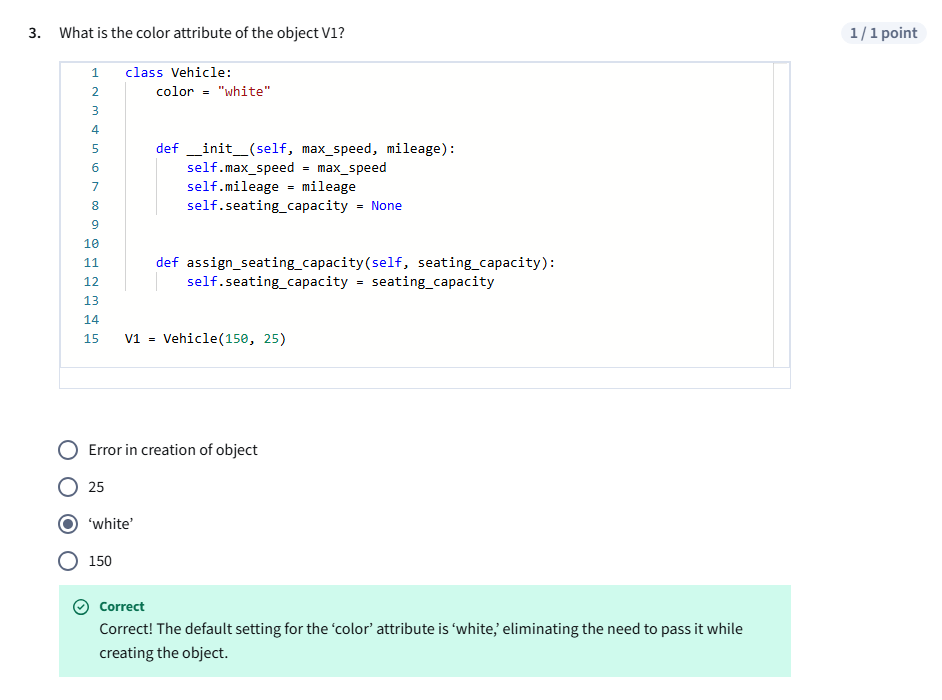 3. What is the color attribute of the object V1?
1 / 1 point
1 class Vehicle:
2     color = "white"
3
4
5     def __init__(self, max_speed, mileage):
6         self.max_speed = max_speed
7         self.mileage = mileage
8         self.seating_capacity = None
9
10
11     def assign_seating_capacity(self, seating_capacity):
12         self.seating_capacity = seating_capacity
13
14
15 V1 = Vehicle(150, 25)
Error in creation of object
25
‘white’
150
Correct
Correct! The default setting for the ‘color’ attribute is ‘white,’ eliminating the need to pass it while
creating the object.